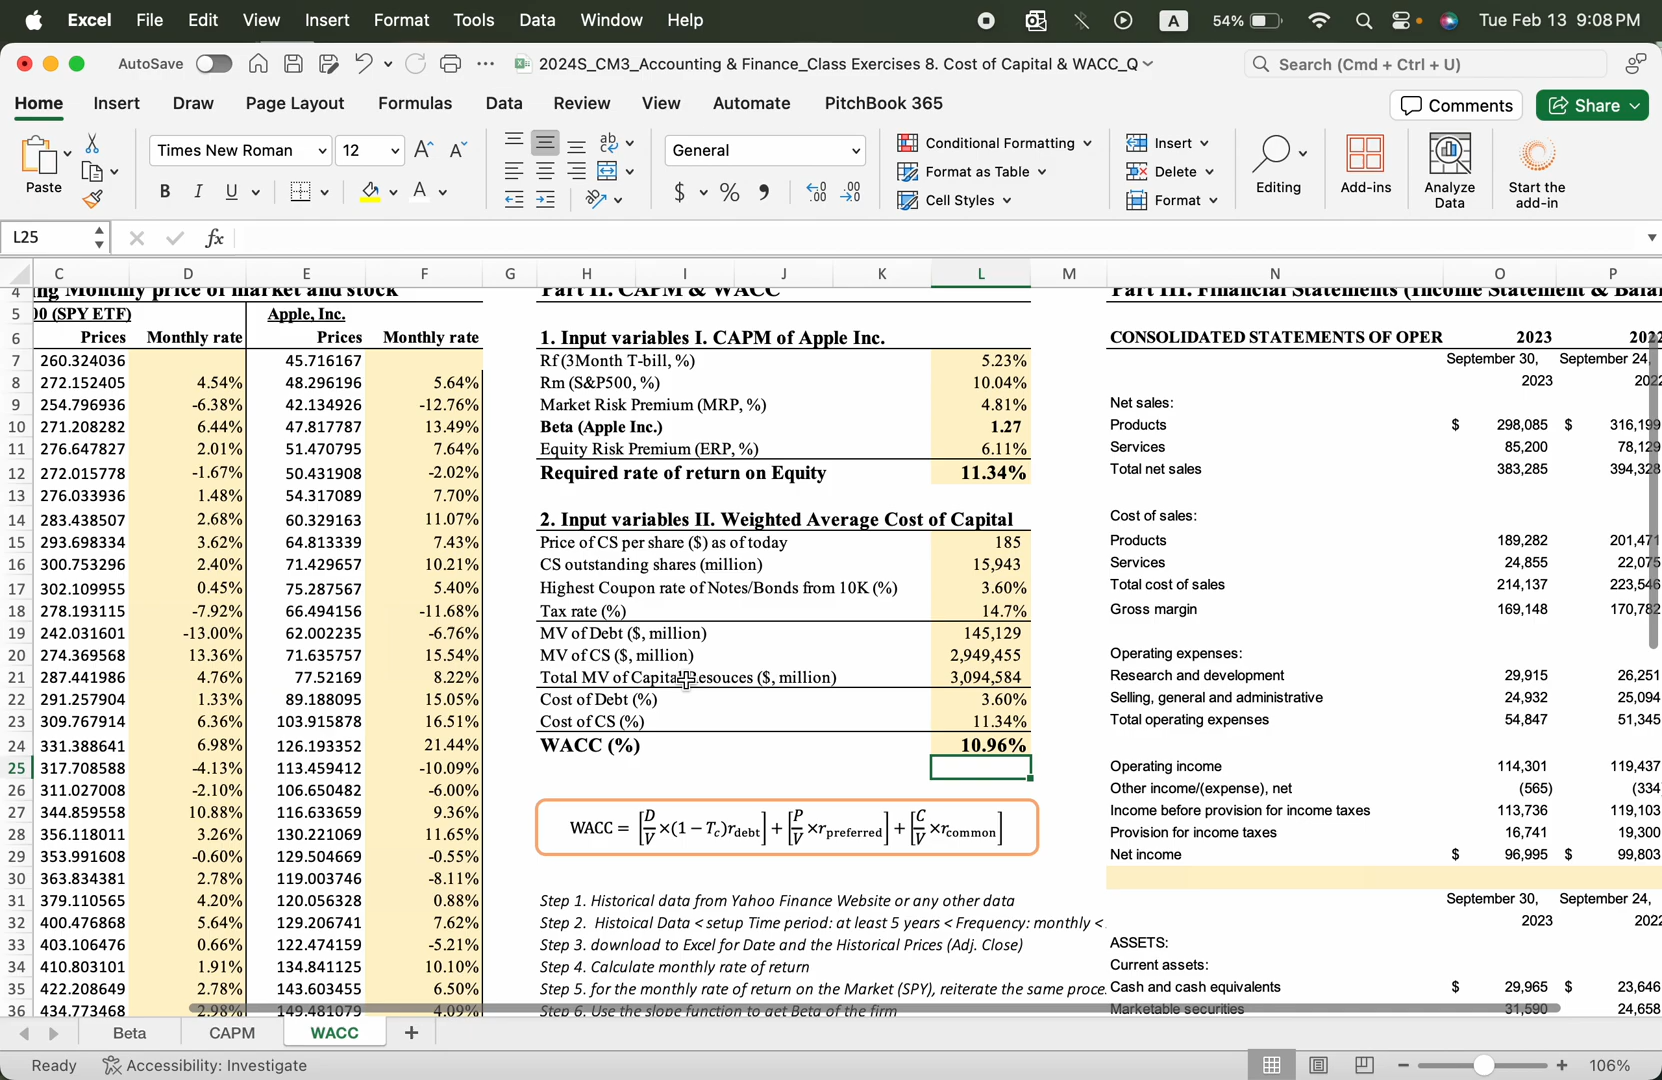 Excel File Edit View Insert Format Tools Data Window Help A 54% Tue Feb 13 9:08 PM
AutoSave 2024S_CM3_Accounting & Finance_Class Exercises 8. Cost of Capital & WACC_Q Search (Cmd + Ctrl + U)
Home Insert Draw Page Layout Formulas Data Review View Automate PitchBook 365 Comments Share
Paste Times New Roman 12 A A General Conditional Formatting Insert
B I U A $ % , Format as Table Delete
Cell Styles Format
Editing Add-ins Analyze Data Start the add-in
L25 fx
C D E F G H I J K L M N O P
4 ing Monthly price of market and stock Part II. CAPM & WACC Part III. Financial Statements (Income Statement & Bala
5 00 (SPY ETF) Apple, Inc.
6 Prices Monthly rate Prices Monthly rate 1. Input variables I. CAPM of Apple Inc. CONSOLIDATED STATEMENTS OF OPER 2023 2022
7 260.324036 45.716167 Rf (3Month T-bill, %) 5.23% September 30, September 24,
8 272.152405 4.54% 48.296196 5.64% Rm (S&P500, %) 10.04% 2023 2022
9 254.796936 -6.38% 42.134926 -12.76% Market Risk Premium (MRP, %) 4.81% Net sales:
10 271.208282 6.44% 47.817787 13.49% Beta (Apple Inc.) 1.27 Products $ 298,085 $ 316,199
11 276.647827 2.01% 51.470795 7.64% Equity Risk Premium (ERP, %) 6.11% Services 85,200 78,129
12 272.015778 -1.67% 50.431908 -2.02% Required rate of return on Equity 11.34% Total net sales 383,285 394,328
13 276.033936 1.48% 54.317089 7.70%
14 283.438507 2.68% 60.329163 11.07% 2. Input variables II. Weighted Average Cost of Capital Cost of sales:
15 293.698334 3.62% 64.813339 7.43% Price of CS per share ($) as of today 185 Products 189,282 201,471
16 300.753296 2.40% 71.429657 10.21% CS outstanding shares (million) 15,943 Services 24,855 22,075
17 302.109955 0.45% 75.287567 5.40% Highest Coupon rate of Notes/Bonds from 10K (%) 3.60% Total cost of sales 214,137 223,546
18 278.193115 -7.92% 66.494156 -11.68% Tax rate (%) 14.7% Gross margin 169,148 170,782
19 242.031601 -13.00% 62.002235 -6.76% MV of Debt ($, million) 145,129
20 274.369568 13.36% 71.635757 15.54% MV of CS ($, million) 2,949,455 Operating expenses:
21 287.441986 4.76% 77.52169 8.22% Total MV of Capital Resouces ($, million) 3,094,584 Research and development 29,915 26,251
22 291.257904 1.33% 89.188095 15.05% Cost of Debt (%) 3.60% Selling, general and administrative 24,932 25,094
23 309.767914 6.36% 103.915878 16.51% Cost of CS (%) 11.34% Total operating expenses 54,847 51,345
24 331.388641 6.98% 126.193352 21.44% WACC (%) 10.96%
25 317.708588 -4.13% 113.459412 -10.09% Operating income 114,301 119,437
26 311.027008 -2.10% 106.650482 -6.00% Other income/(expense), net (565) (334
27 344.859558 10.88% 116.633659 9.36% Income before provision for income taxes 113,736 119,103
28 356.118011 3.26% 130.221069 11.65% WACC = [D/V ×(1 − Tc)rdebt] + [P/V ×rpreferred] + [C/V ×rcommon] Provision for income taxes 16,741 19,300
29 353.991608 -0.60% 129.504669 -0.55% Net income $ 96,995 $ 99,803
30 363.834381 2.78% 119.003746 -8.11%
31 379.110565 4.20% 120.056328 0.88% Step 1. Historical data from Yahoo Finance Website or any other data September 30, September 24,
32 400.476868 5.64% 129.206741 7.62% Step 2. Histoical Data < setup Time period: at least 5 years < Frequency: monthly < 2023 2022
33 403.106476 0.66% 122.474159 -5.21% Step 3. download to Excel for Date and the Historical Prices (Adj. Close) ASSETS:
34 410.803101 1.91% 134.841125 10.10% Step 4. Calculate monthly rate of return Current assets:
35 422.208649 2.78% 143.603455 6.50% Step 5. for the monthly rate of return on the Market (SPY), reiterate the same proce. Cash and cash equivalents $ 29,965 $ 23,646
36 434.773468 2.98% 149.481079 4.09% Step 6. Use the slope function to get Beta of the firm Marketable securities 31,590 24,658
Beta CAPM WACC +
Ready Accessibility: Investigate 106%